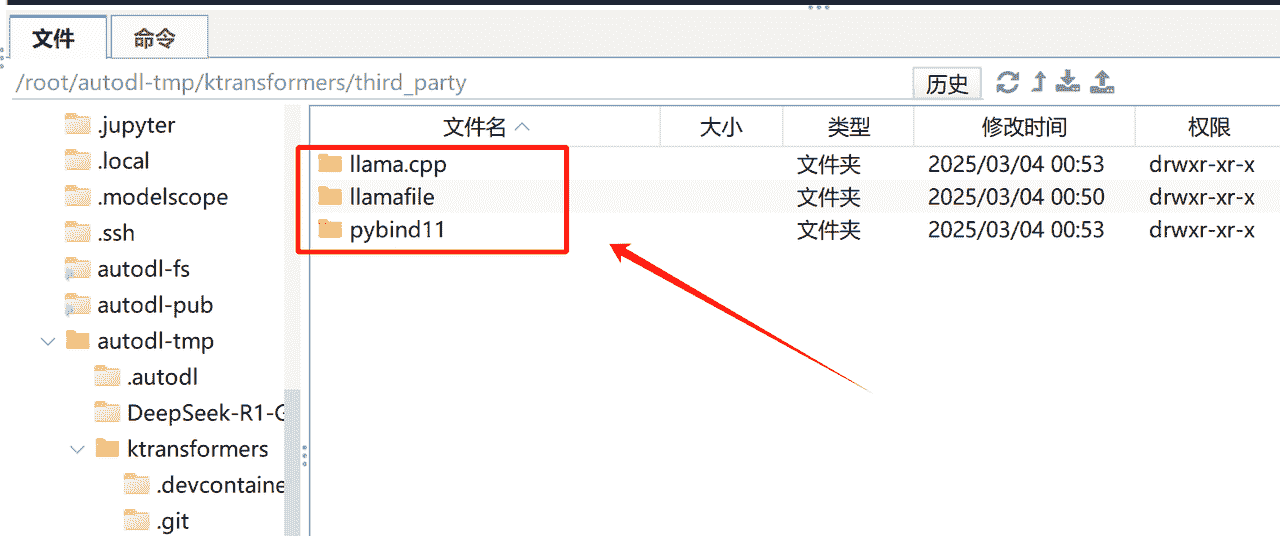 文件 命令
/root/autodl-tmp/ktransformers/third_party 历史
.jupyter
.local
.modelscope
.ssh
autodl-fs
autodl-pub
autodl-tmp
.autodl
DeepSeek-R1-G
ktransformers
.devcontaine
.git
文件名 大小 类型 修改时间 权限
llama.cpp 文件夹 2025/03/04 00:53 drwxr-xr-x
llamafile 文件夹 2025/03/04 00:50 drwxr-xr-x
pybind11 文件夹 2025/03/04 00:53 drwxr-xr-x